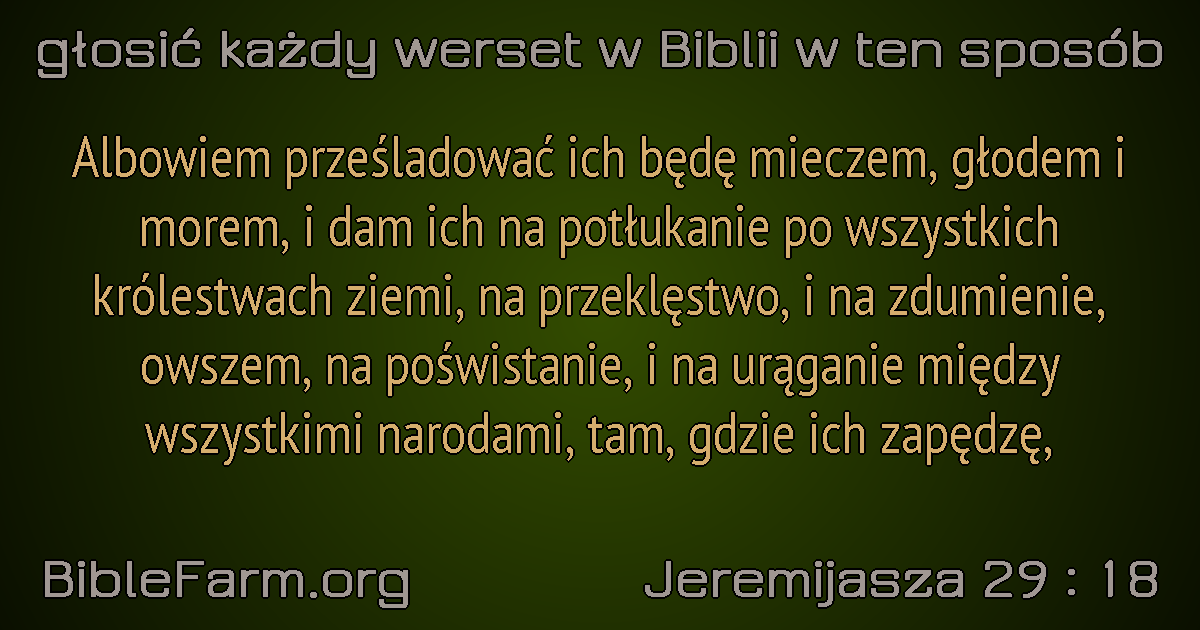 głosić każdy werset w Biblii w ten sposób
Albowiem prześladować ich będę mieczem, głodem i
morem, i dam ich na potłukanie po wszystkich
królestwach ziemi, na przeklęstwo, i na zdumienie,
owszem, na poświstanie, i na urąganie między
wszystkimi narodami, tam, gdzie ich zapędzę,
BibleFarm.org
Jeremijasza 29 : 18